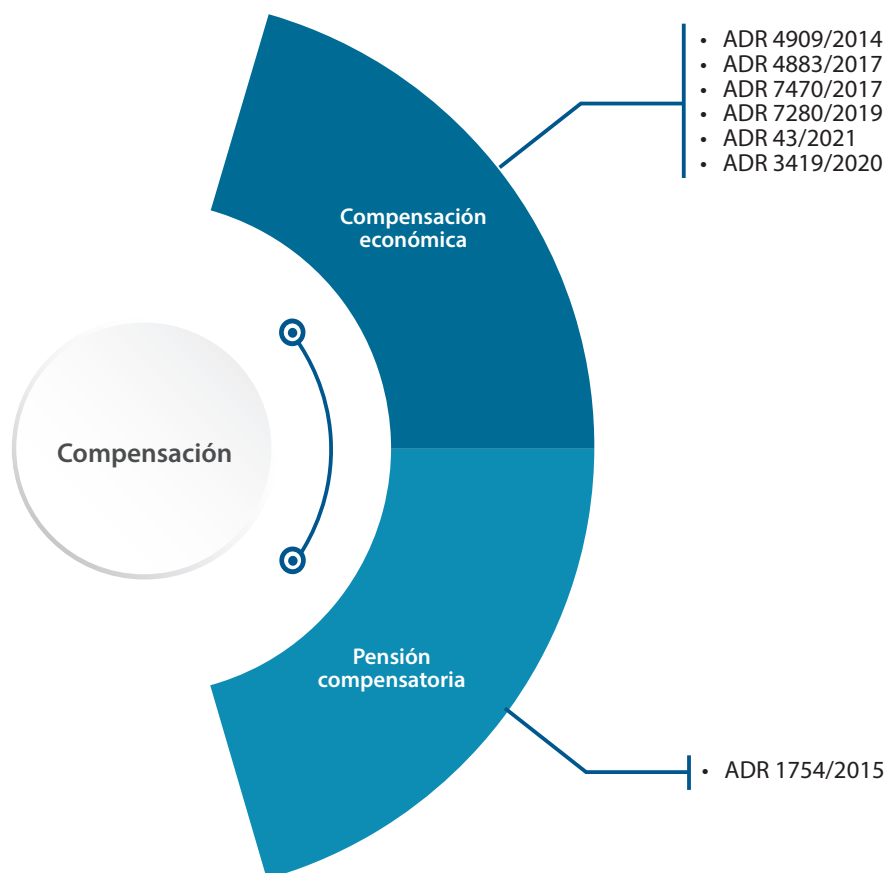 • ADR 4909/2014
• ADR 4883/2017
• ADR 7470/2017
• ADR 7280/2019
• ADR 43/2021
• ADR 3419/2020
Compensación
económica
Compensación
Pensión
compensatoria
• ADR 1754/2015